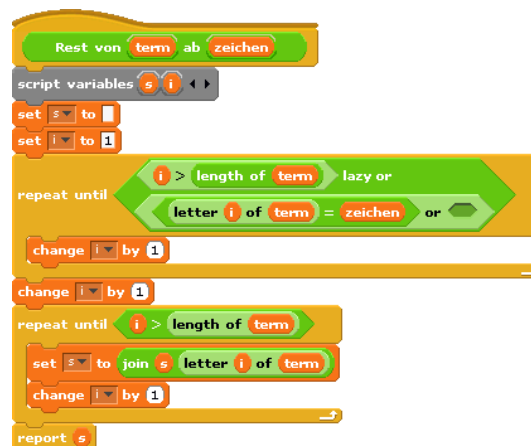 Rest von term ab zeichen
script variables s i
set s to
set i to 1
i > length of term lazy or
repeat until
letter i of term = zeichen or
change i by 1
change i by 1
repeat until i > length of term
set s to join s letter i of term
change i by 1
report s